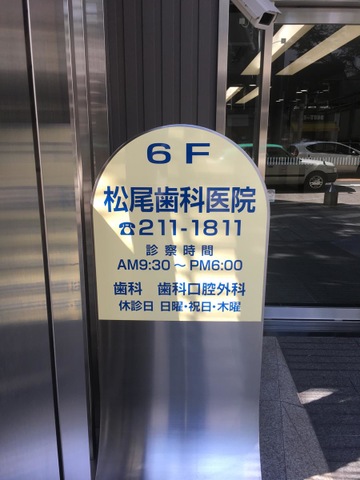 6F
松尾歯科医院
☎211-1811
診察時間
AM9:30～PM6:00
歯科　歯科口腔外科
休診日 日曜・祝日・木曜